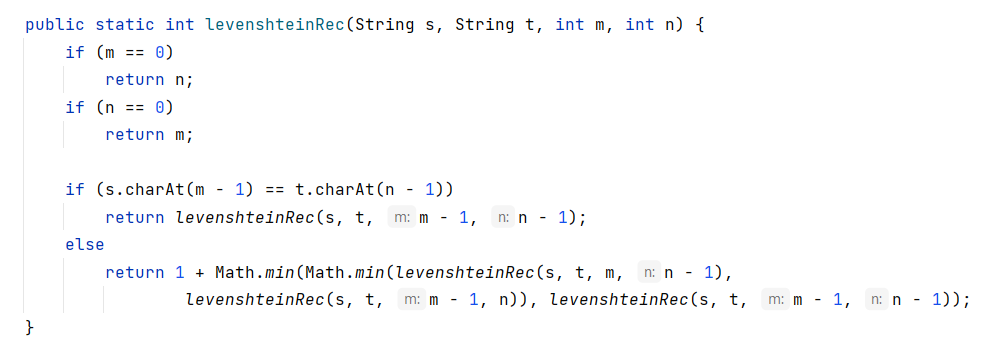 public static int levenshteinRec(String s, String t, int m, int n) {
    if (m == 0)
        return n;
    if (n == 0)
        return m;

    if (s.charAt(m - 1) == t.charAt(n - 1))
        return levenshteinRec(s, t, m: m - 1, n: n - 1);
    else
        return 1 + Math.min(Math.min(levenshteinRec(s, t, m, n: n - 1),
                levenshteinRec(s, t, m: m - 1, n)), levenshteinRec(s, t, m: m - 1, n: n - 1));
}